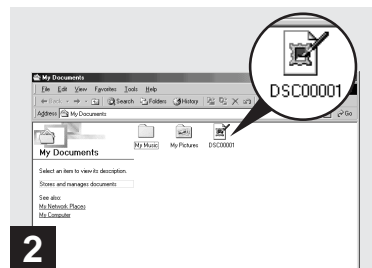 My Documents
File Edit View Favorites Tools Help
Back Search Folders History
Address My Documents Go
My Documents
Select an item to view its description.
Stores and manages documents
See also:
My Network Places
My Computer
My Music My Pictures DSC00001
DSC00001
2